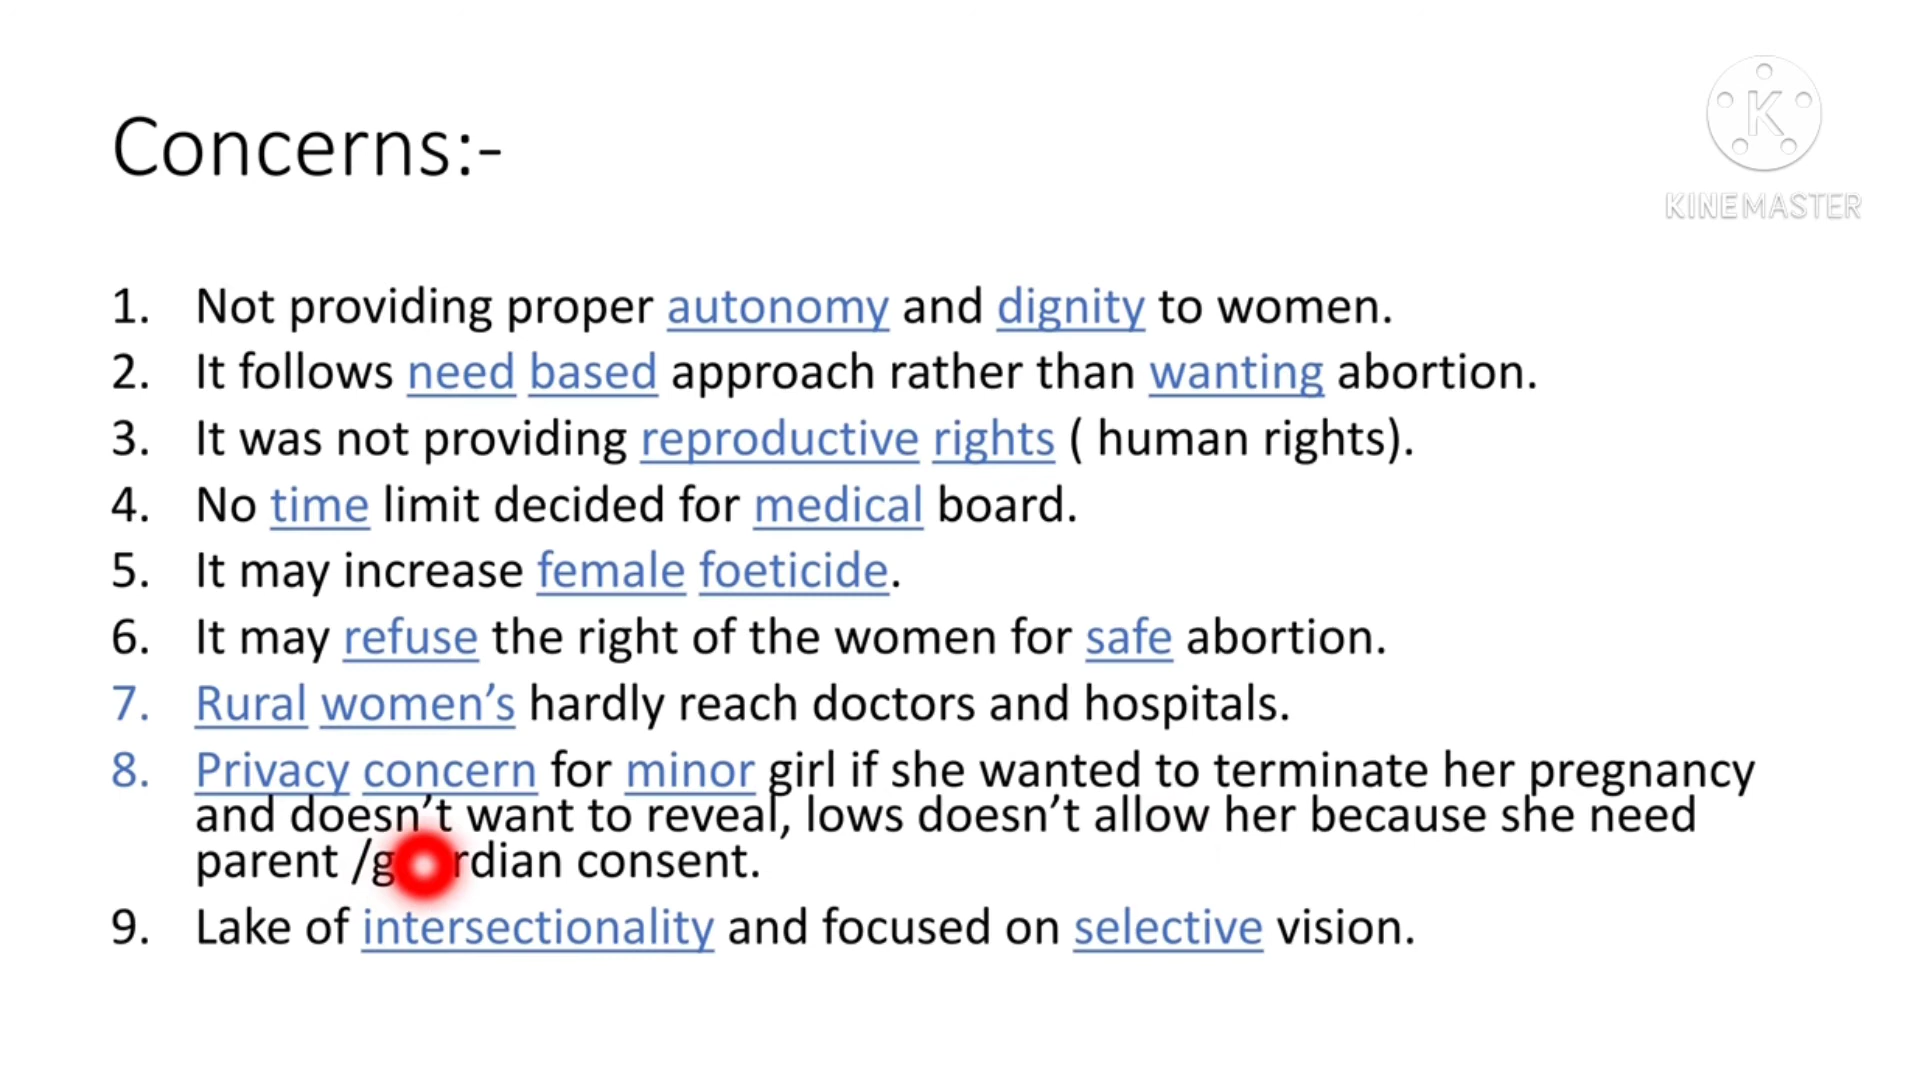 Concerns:-
K
KINEMASTER
1. Not providing proper autonomy and dignity to women.
2. It follows need based approach rather than wanting abortion.
3. It was not providing reproductive rights ( human rights).
4. No time limit decided for medical board.
5. It may increase female foeticide.
6. It may refuse the right of the women for safe abortion.
7. Rural women’s hardly reach doctors and hospitals.
8. Privacy concern for minor girl if she wanted to terminate her pregnancy
and doesn’t want to reveal, lows doesn’t allow her because she need
parent / consent.
9. Lake of intersectionality and focused on selective vision.